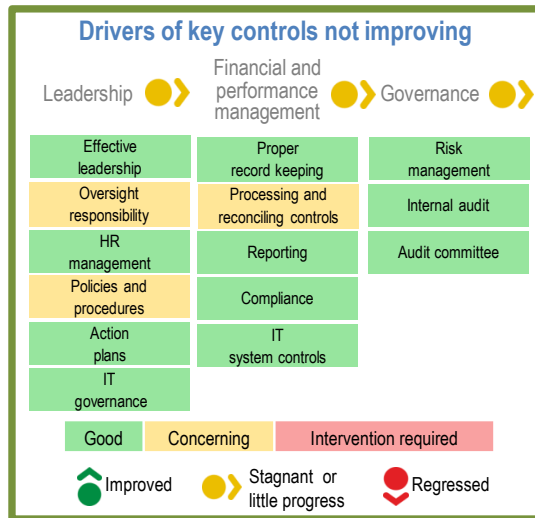 Drivers of key controls not improving
Leadership
Financial and
performance
management
Governance
Effective
leadership
Oversight
responsibility
HR
management
Policies and
procedures
Action
plans
IT
governance
Proper
record keeping
Processing and
reconciling controls
Reporting
Compliance
IT
system controls
Risk
management
Internal audit
Audit committee
Good
Concerning
Intervention required
Improved
Stagnant or
little progress
Regressed